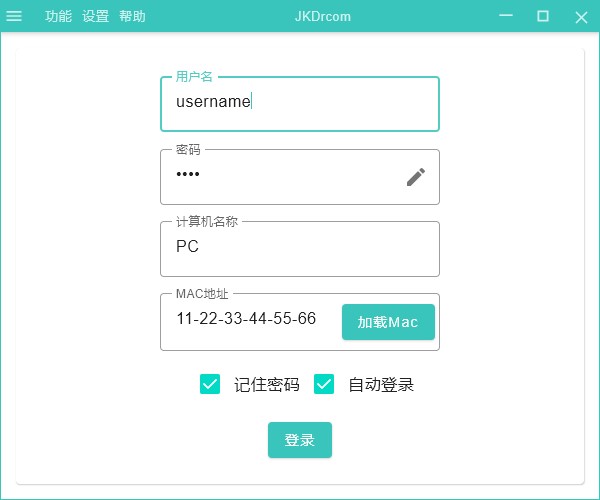 功能 设置 帮助 JKDrcom
用户名
username
密码
••••
计算机名称
PC
MAC地址
11-22-33-44-55-66 加载Mac
记住密码 自动登录
登录